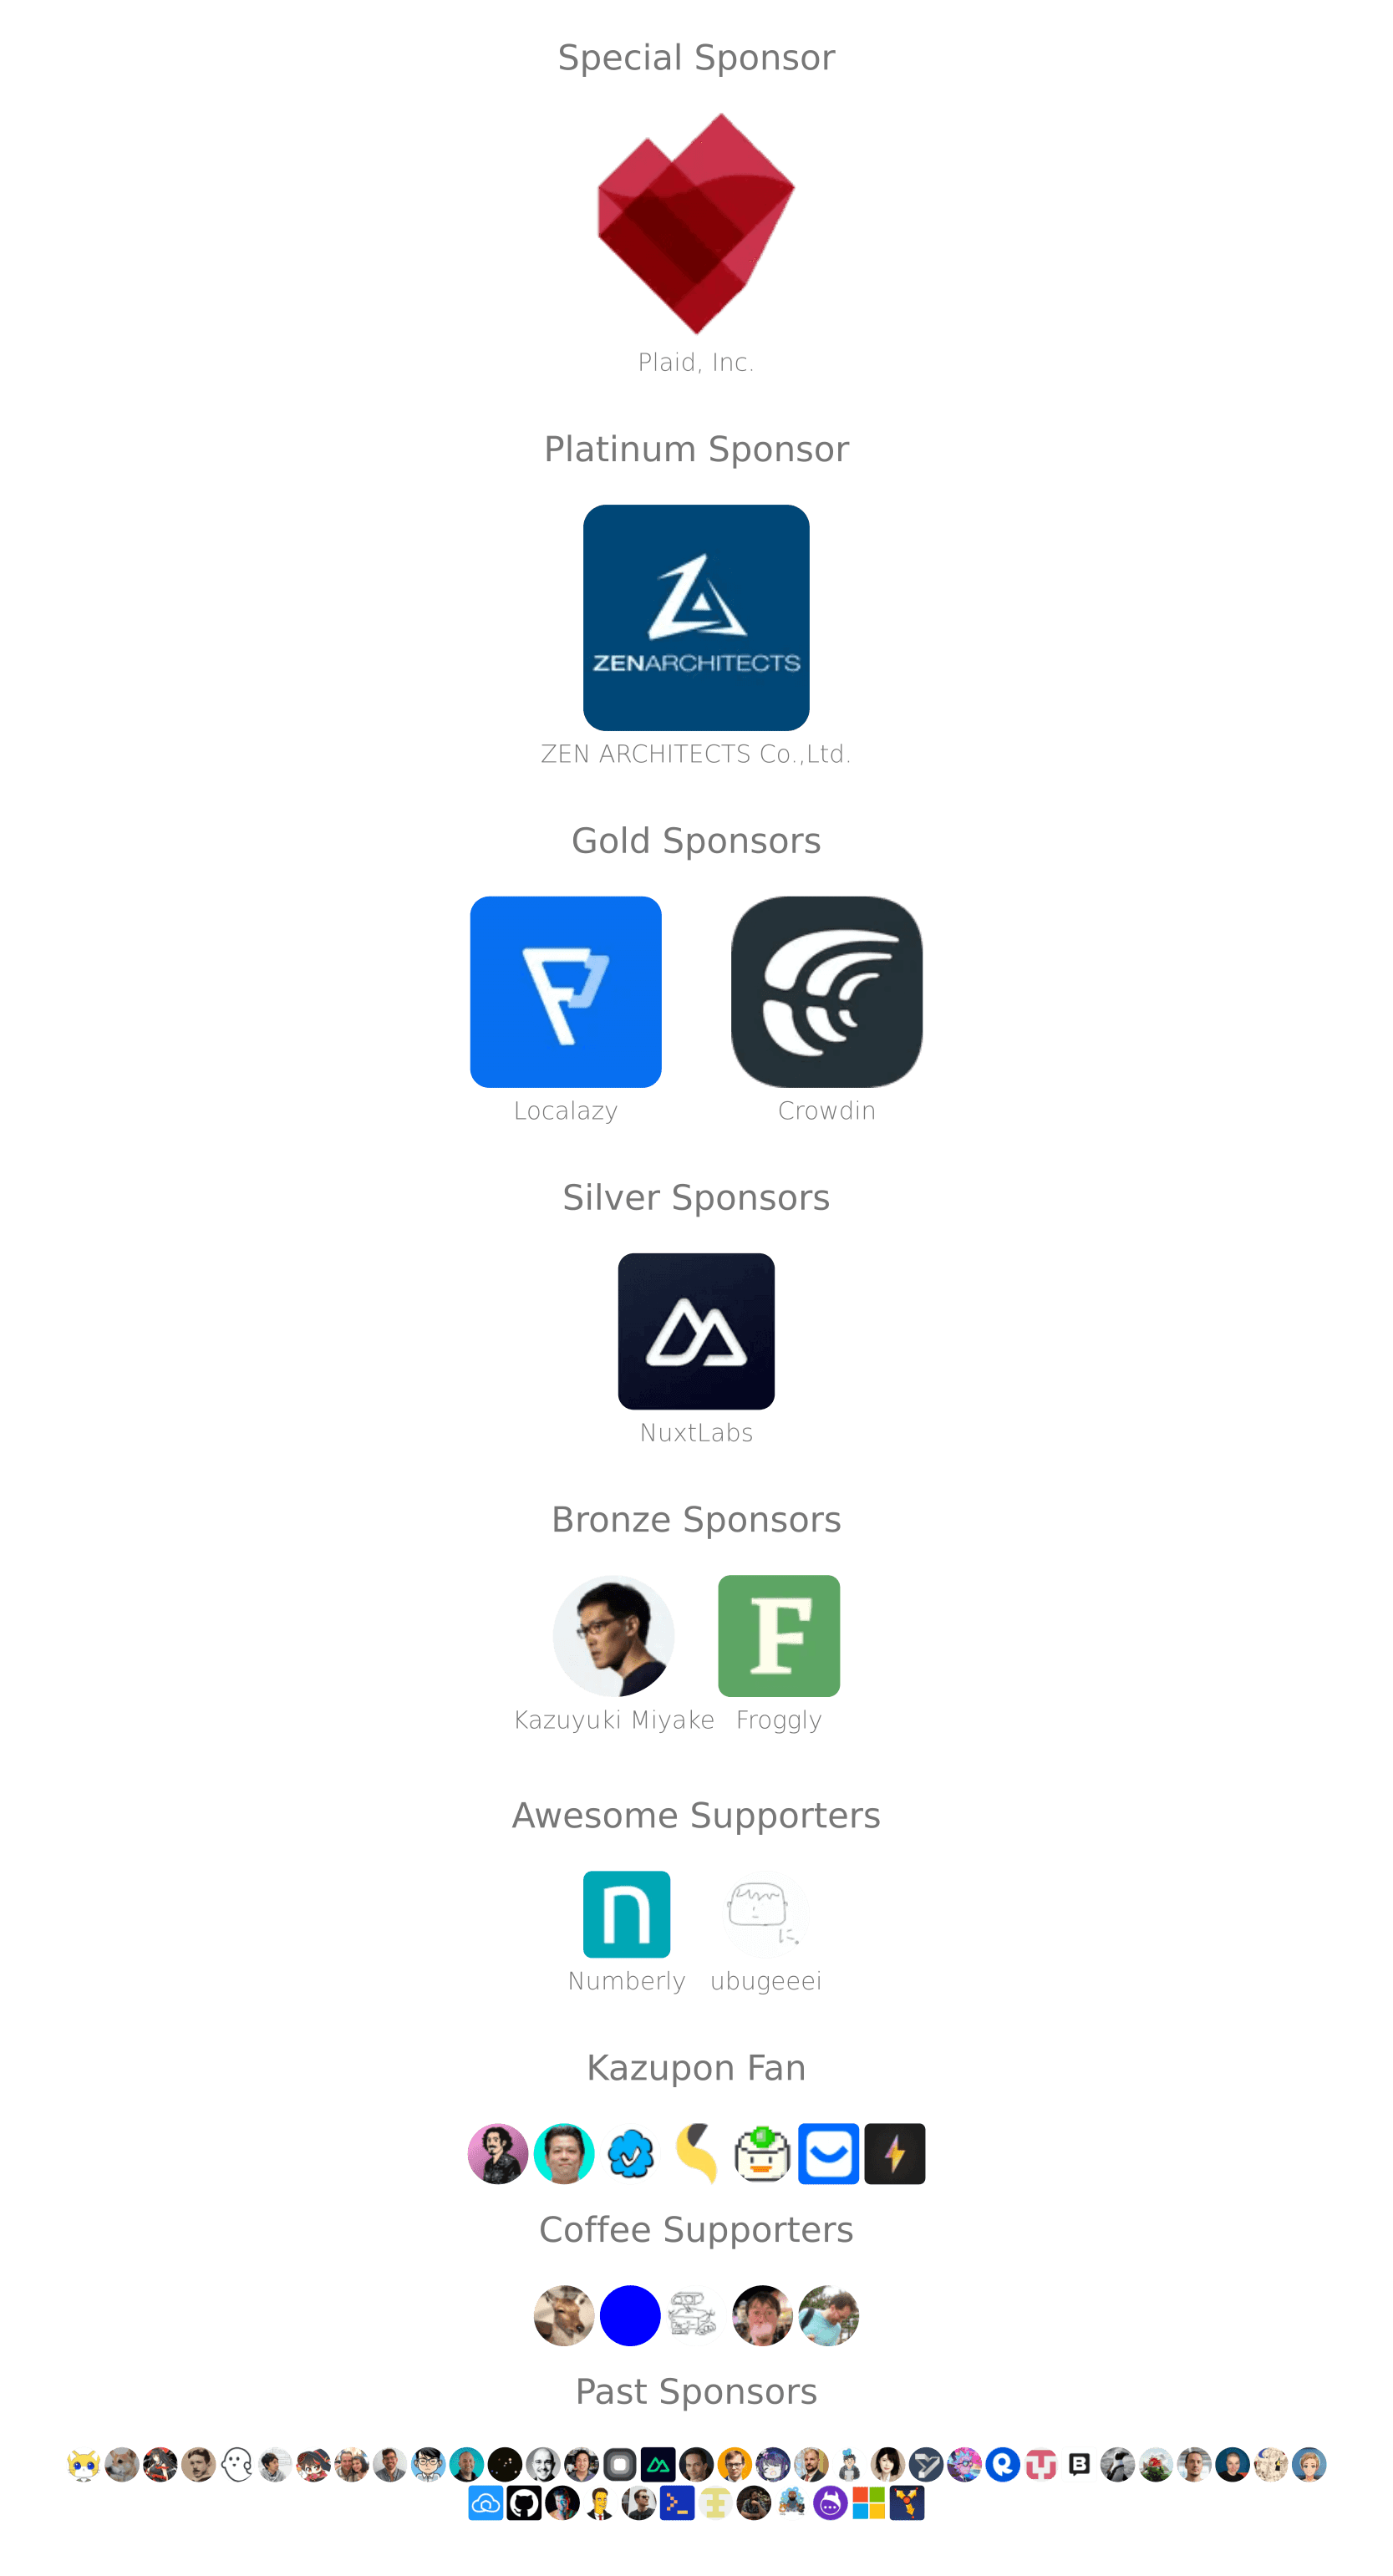 Special Sponsor
Plaid, Inc.
Platinum Sponsor
ZENARCHITECTS
ZEN ARCHITECTS Co.,Ltd.
Gold Sponsors
Localazy
Crowdin
Silver Sponsors
NuxtLabs
Bronze Sponsors
F
Kazuyuki Miyake
Froggly
Awesome Supporters
n
に.
Numberly
ubugeeei
Kazupon Fan
Coffee Supporters
Past Sponsors
B